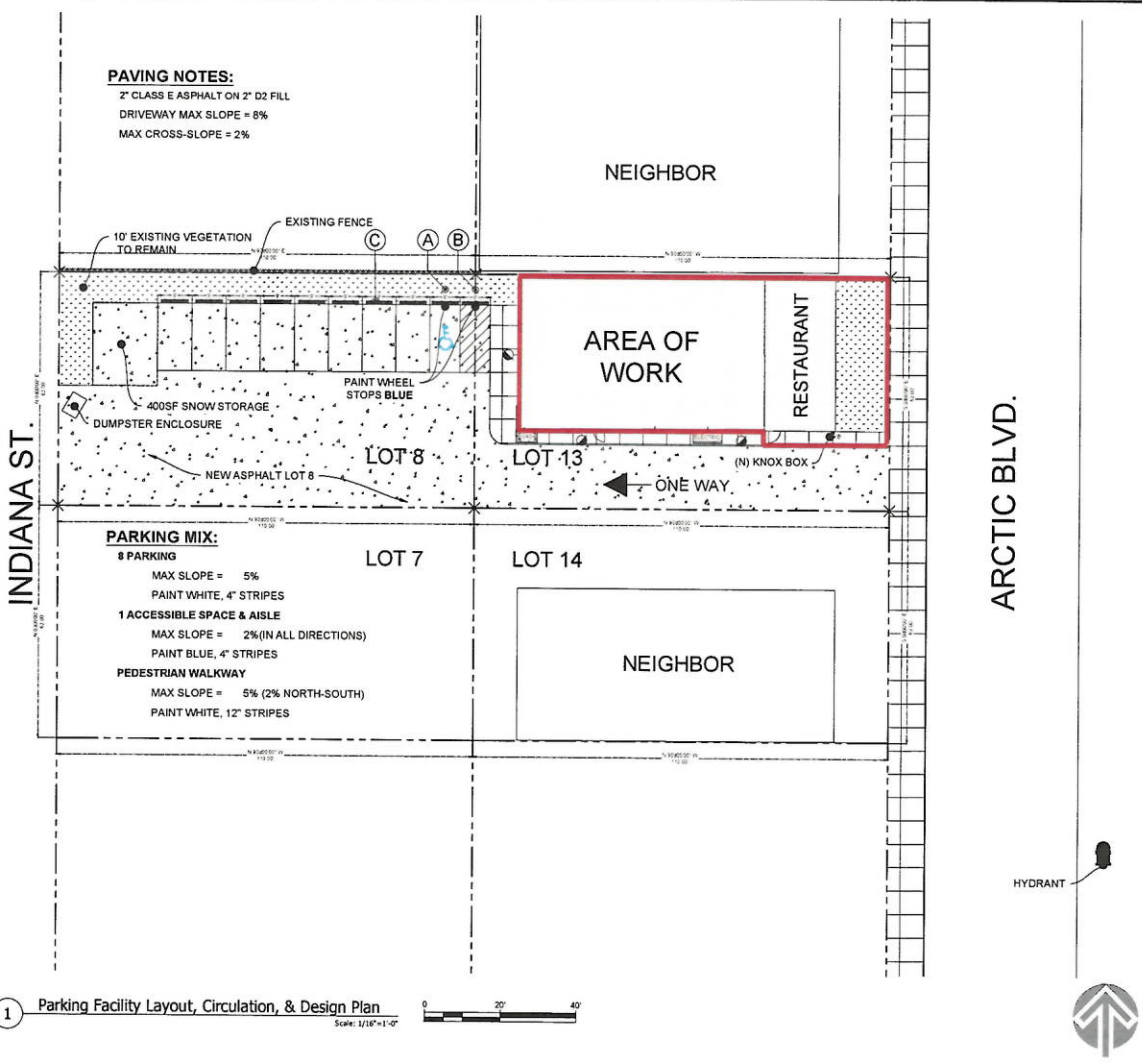 PAVING NOTES:
2" CLASS E ASPHALT ON 2" D2 FILL
DRIVEWAY MAX SLOPE = 8%
MAX CROSS-SLOPE = 2%
NEIGHBOR
EXISTING FENCE
10' EXISTING VEGETATION
TO REMAIN
C
A
B
AREA OF
WORK
RESTAURANT
PAINT WHEEL
STOPS BLUE
400SF SNOW STORAGE
DUMPSTER ENCLOSURE
LOT 8
LOT 13
(N) KNOX BOX
NEW ASPHALT LOT 8
ONE WAY
INDIANA ST.
ARCTIC BLVD.
PARKING MIX:
8 PARKING
MAX SLOPE = 5%
PAINT WHITE, 4" STRIPES
1 ACCESSIBLE SPACE & AISLE
MAX SLOPE = 2%(IN ALL DIRECTIONS)
PAINT BLUE, 4" STRIPES
PEDESTRIAN WALKWAY
MAX SLOPE = 5% (2% NORTH-SOUTH)
PAINT WHITE, 12" STRIPES
LOT 7
LOT 14
NEIGHBOR
HYDRANT
1
Parking Facility Layout, Circulation, & Design Plan
Scale: 1/16"=1'-0"
0 20' 40'